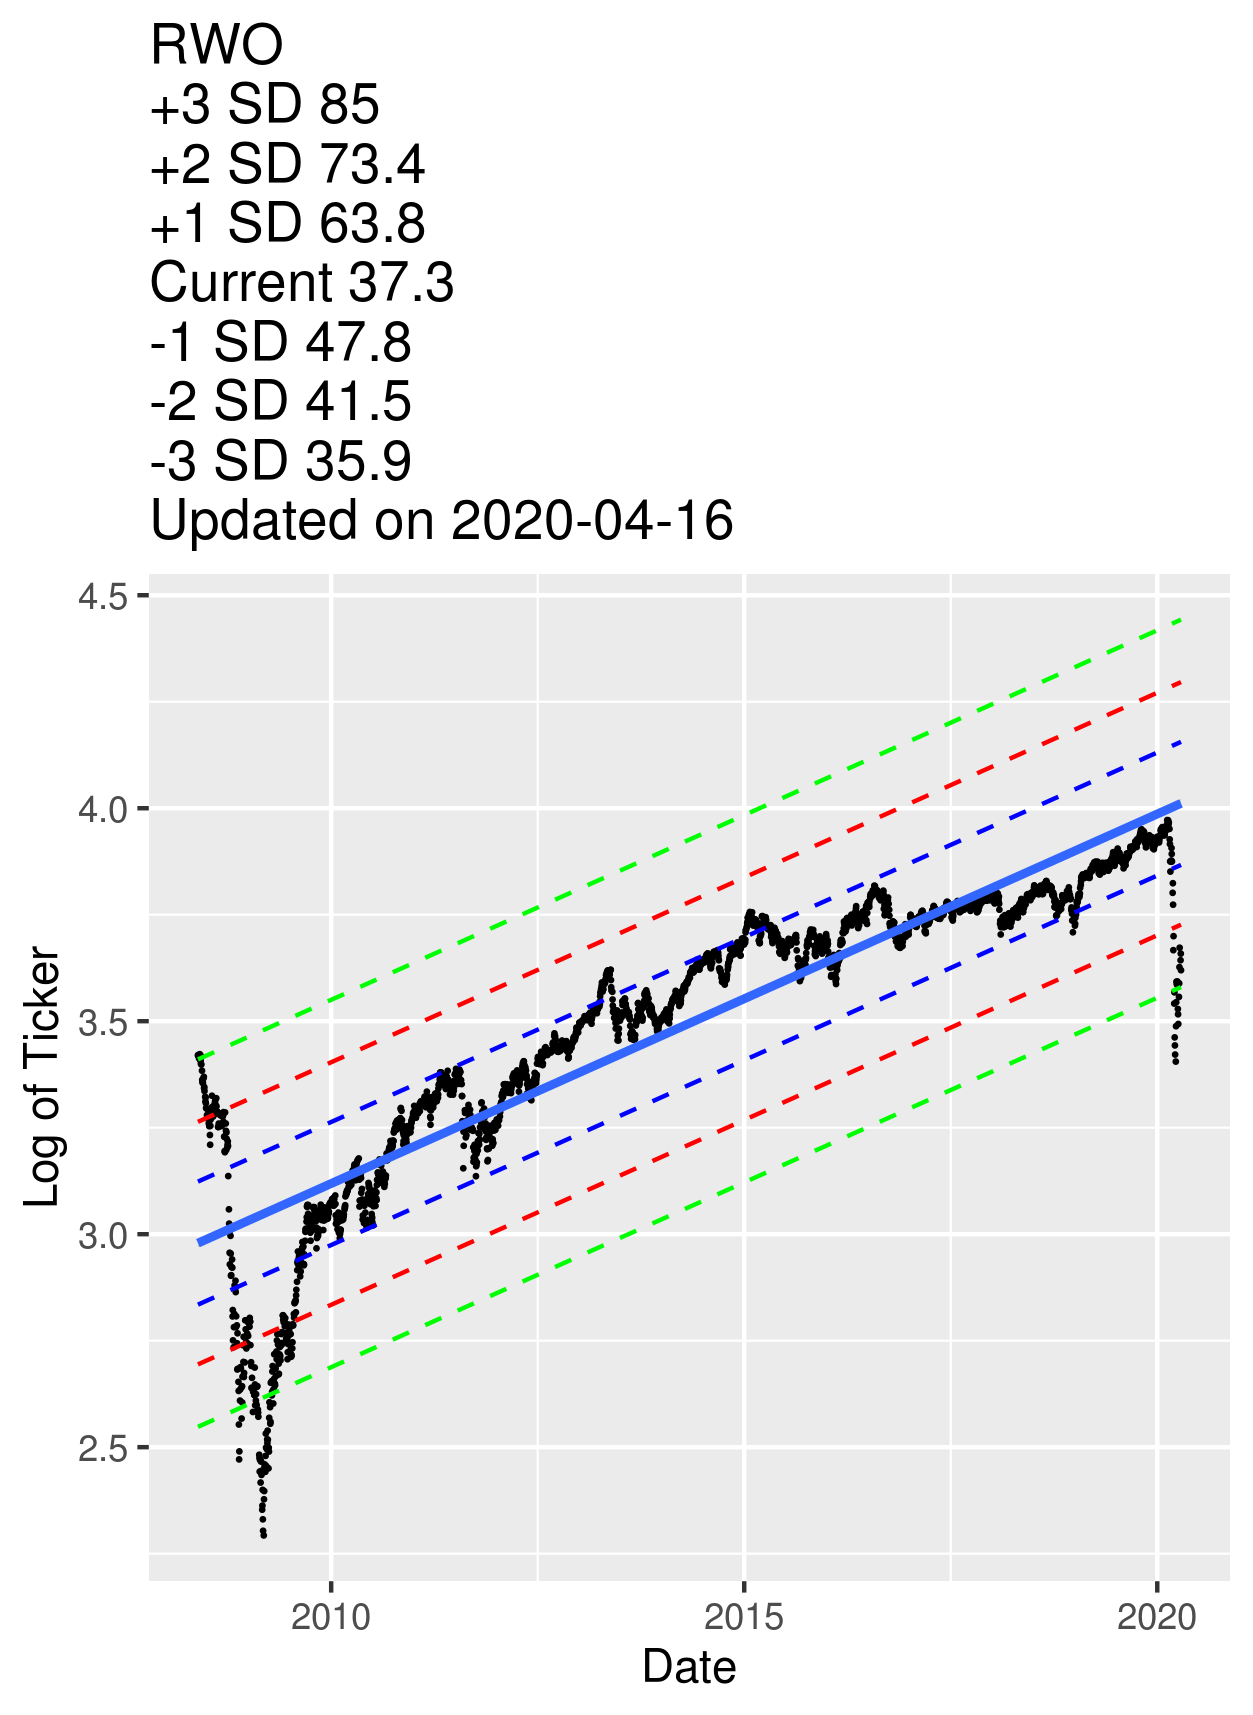 RWO
+3 SD 85
+2 SD 73.4
+1 SD 63.8
Current 37.3
-1 SD 47.8
-2 SD 41.5
-3 SD 35.9
Updated on 2020-04-16
4.5
4.0
3.5
3.0
2.5
Log of Ticker
2010 2015 2020
Date